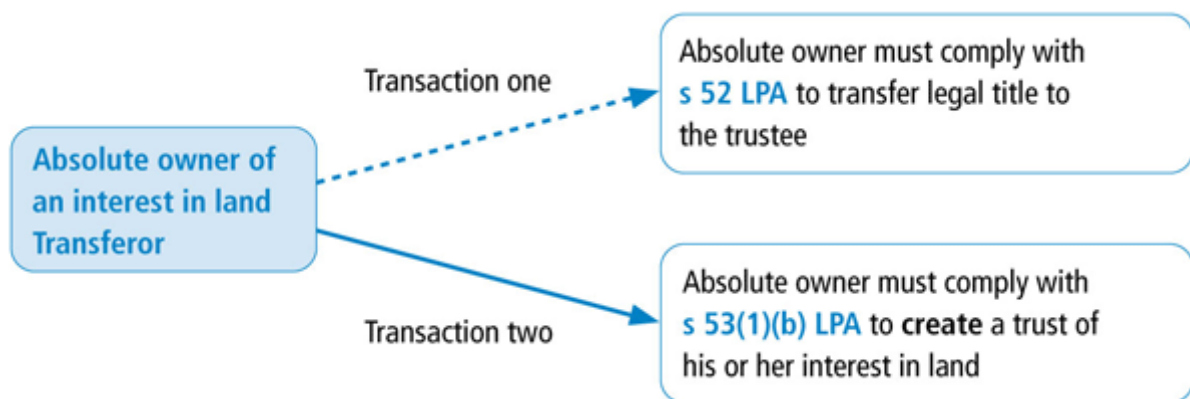 Absolute owner of
an interest in land
Transferor
Transaction one
Absolute owner must comply with
s 52 LPA to transfer legal title to
the trustee
Transaction two
Absolute owner must comply with
s 53(1)(b) LPA to create a trust of
his or her interest in land